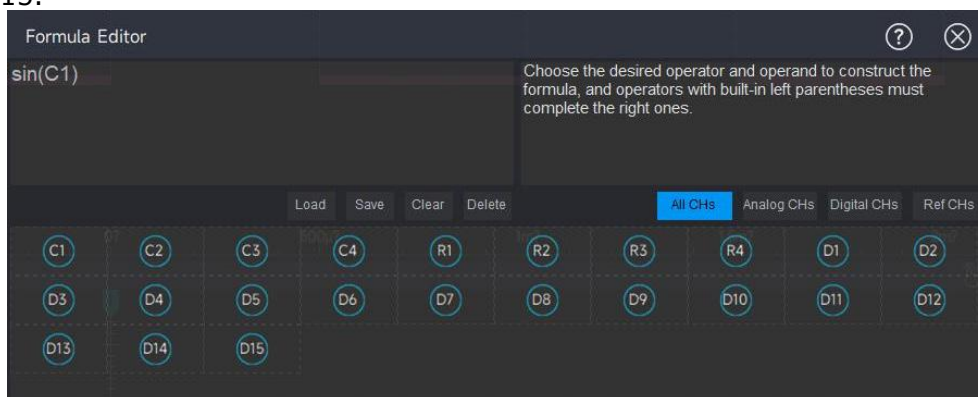 15.
Formula Editor ?
sin(C1)
Choose the desired operator and operand to construct the
formula, and operators with built-in left parentheses must
complete the right ones.
Load Save Clear Delete All CHs Analog CHs Digital CHs Ref CHs
C1 C2 C3 C4 R1 R2 R3 R4 D1 D2
D3 D4 D5 D6 D7 D8 D9 D10 D11 D12
D13 D14 D15